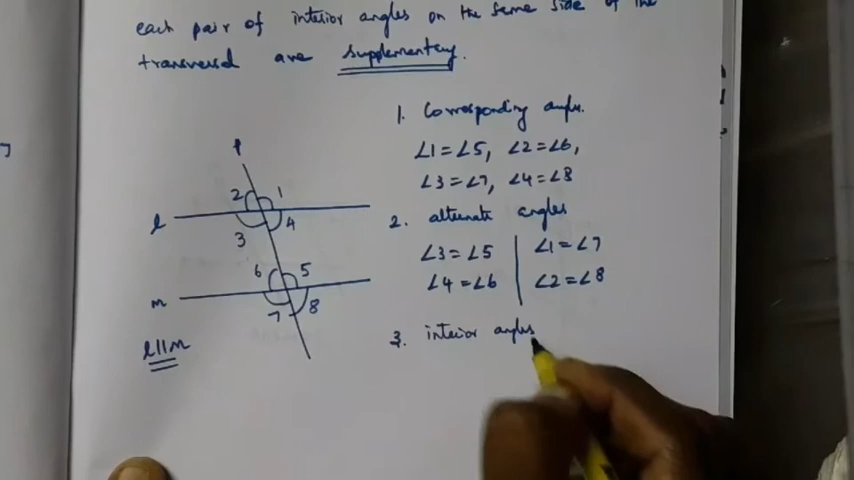 each pair of interior angles on the same side of the
transversal are supplementary.
1. Corresponding angles.
∠1=∠5, ∠2=∠6,
∠3=∠7, ∠4=∠8
2. alternate angles
∠3=∠5 | ∠1=∠7
∠4=∠6 | ∠2=∠8
3. interior angles
t
2 1
l
3 4
6 5
m
7 8
l||m